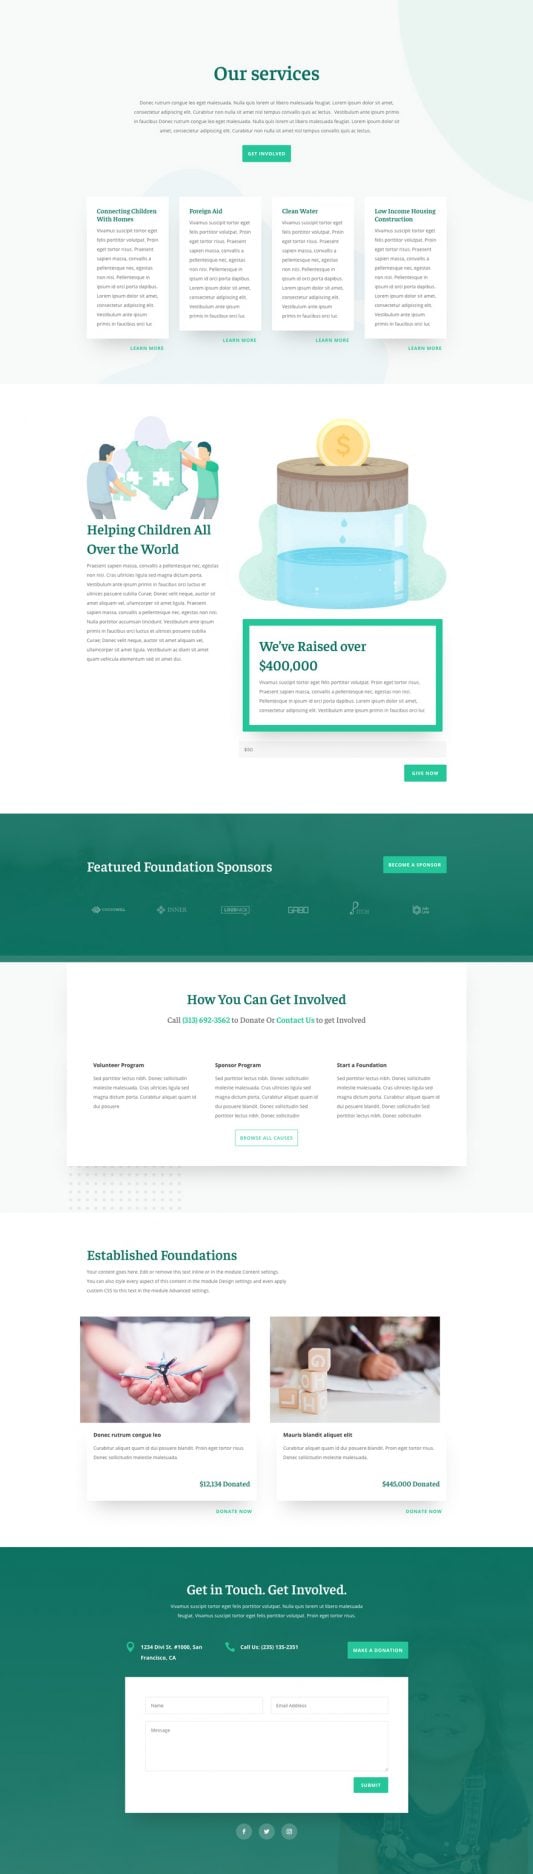 Our services
Donec rutrum congue leo eget malesuada. Nulla quis lorem ut libero malesuada feugiat. Lorem ipsum dolor sit amet,
consectetur adipiscing elit. Curabitur non nulla sit amet nisl tempus convallis quis ac lectus. Vestibulum ante ipsum primis
in faucibus Donec rutrum congue leo eget malesuada. Nulla quis lorem ut libero malesuada feugiat. Lorem ipsum dolor sit
amet, consectetur adipiscing elit. Curabitur non nulla sit amet nisl tempus convallis quis ac lectus.
GET INVOLVED
Connecting Children
With Homes
Vivamus suscipit tortor eget
felis porttitor volutpat. Proin
eget tortor risus. Praesent
sapien massa, convallis a
pellentesque nec, egestas
non nisi. Pellentesque in
ipsum id orci porta dapibus.
Lorem ipsum dolor sit amet,
consectetur adipiscing elit.
Vestibulum ante ipsum
primis in faucibus orci luc
LEARN MORE
Foreign Aid
Vivamus suscipit tortor eget
felis porttitor volutpat. Proin
eget tortor risus. Praesent
sapien massa, convallis a
pellentesque nec, egestas
non nisi. Pellentesque in
ipsum id orci porta dapibus.
Lorem ipsum dolor sit amet,
consectetur adipiscing elit.
Vestibulum ante ipsum
primis in faucibus orci luc
LEARN MORE
Clean Water
Vivamus suscipit tortor eget
felis porttitor volutpat. Proin
eget tortor risus. Praesent
sapien massa, convallis a
pellentesque nec, egestas
non nisi. Pellentesque in
ipsum id orci porta dapibus.
Lorem ipsum dolor sit amet,
consectetur adipiscing elit.
Vestibulum ante ipsum
primis in faucibus orci luc
LEARN MORE
Low Income Housing
Construction
Vivamus suscipit tortor eget
felis porttitor volutpat. Proin
eget tortor risus. Praesent
sapien massa, convallis a
pellentesque nec, egestas
non nisi. Pellentesque in
ipsum id orci porta dapibus.
Lorem ipsum dolor sit amet,
consectetur adipiscing elit.
Vestibulum ante ipsum
primis in faucibus orci luc
LEARN MORE
Helping Children All
Over the World
Praesent sapien massa, convallis a pellentesque nec, egestas
non nisi. Cras ultricies ligula sed magna dictum porta.
Vestibulum ante ipsum primis in faucibus orci luctus et
ultrices posuere cubilia Curae; Donec velit neque, auctor sit
amet aliquam vel, ullamcorper sit amet ligula. Praesent
sapien massa, convallis a pellentesque nec, egestas non nisi.
Nulla porttitor accumsan tincidunt. Vestibulum ante ipsum
primis in faucibus orci luctus et ultrices posuere cubilia
Curae; Donec velit neque, auctor sit amet aliquam vel,
ullamcorper sit amet ligula. Vestibulum ac diam sit amet
quam vehicula elementum sed sit amet dui.
$
We've Raised over
$400,000
Vivamus suscipit tortor eget felis porttitor volutpat. Proin eget tortor risus.
Praesent sapien massa, convallis a pellentesque nec, egestas non nisi.
Pellentesque in ipsum id orci porta dapibus. Lorem ipsum dolor sit amet,
consectetur adipiscing elit. Vestibulum ante ipsum primis in faucibus orci luc
$50
GIVE NOW
Featured Foundation Sponsors
BECOME A SPONSOR
INNER
GABO
How You Can Get Involved
Call (313) 692-3562 to Donate Or Contact Us to get Involved
Volunteer Program
Sed porttitor lectus nibh. Donec sollicitudin
molestie malesuada. Cras ultricies ligula sed
magna dictum porta. Curabitur aliquet quam id
dui posuere
Sponsor Program
Sed porttitor lectus nibh. Donec sollicitudin
molestie malesuada. Cras ultricies ligula sed
magna dictum porta. Curabitur aliquet quam id
dui posuere blandit. Donec sollicitudin Sed
porttitor lectus nibh. Donec sollicitudin
Start a Foundation
Sed porttitor lectus nibh. Donec sollicitudin
molestie malesuada. Cras ultricies ligula sed
magna dictum porta. Curabitur aliquet quam id
dui posuere blandit. Donec sollicitudin Sed
porttitor lectus nibh. Donec sollicitudin
BROWSE ALL CAUSES
Established Foundations
Your content goes here. Edit or remove this text inline or in the module Content settings.
You can also style every aspect of this content in the module Design settings and even apply
custom CSS to this text in the module Advanced settings.
Donec rutrum congue leo
Curabitur aliquet quam id dui posuere blandit. Proin eget tortor risus.
Donec sollicitudin molestie malesuada.
$12,134 Donated
DONATE NOW
Mauris blandit aliquet elit
Curabitur aliquet quam id dui posuere blandit. Proin eget tortor risus.
Donec sollicitudin molestie malesuada.
$445,000 Donated
DONATE NOW
Get in Touch. Get Involved.
Vivamus suscipit tortor eget felis porttitor volutpat. Nulla quis lorem ut libero malesuada
feugiat. Vivamus suscipit tortor eget felis porttitor volutpat. Proin eget tortor risus.
1234 Divi St. #1000, San
Francisco, CA
Call Us: (235) 135-2351
MAKE A DONATION
Name
Email Address
Message
SUBMIT